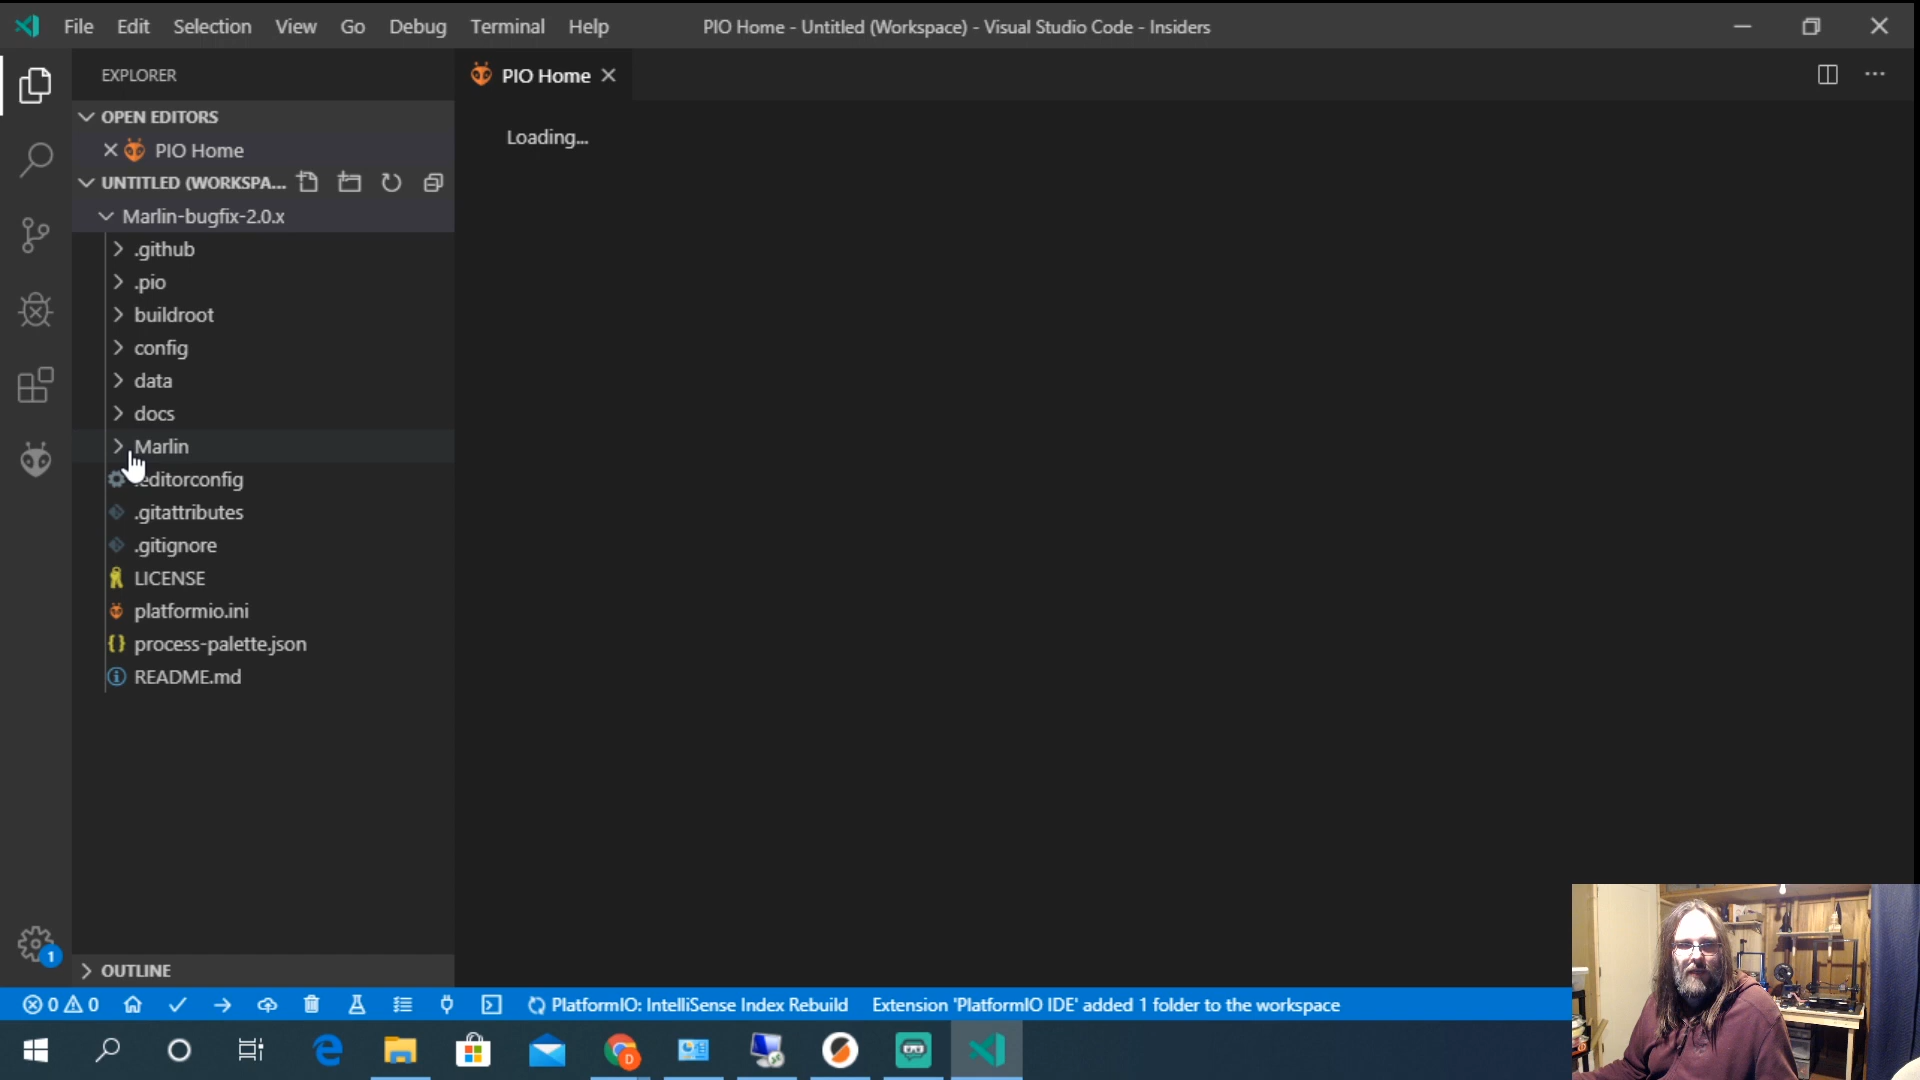 File Edit Selection View Go Debug Terminal Help
PIO Home - Untitled (Workspace) - Visual Studio Code - Insiders
EXPLORER
PIO Home
OPEN EDITORS
PIO Home
Loading...
UNTITLED (WORKSPA...
Marlin-bugfix-2.0.x
.github
.pio
buildroot
config
data
docs
Marlin
.editorconfig
.gitattributes
.gitignore
LICENSE
platformio.ini
process-palette.json
README.md
1
OUTLINE
0 0 PlatformIO: IntelliSense Index Rebuild Extension 'PlatformIO IDE' added 1 folder to the workspace
D